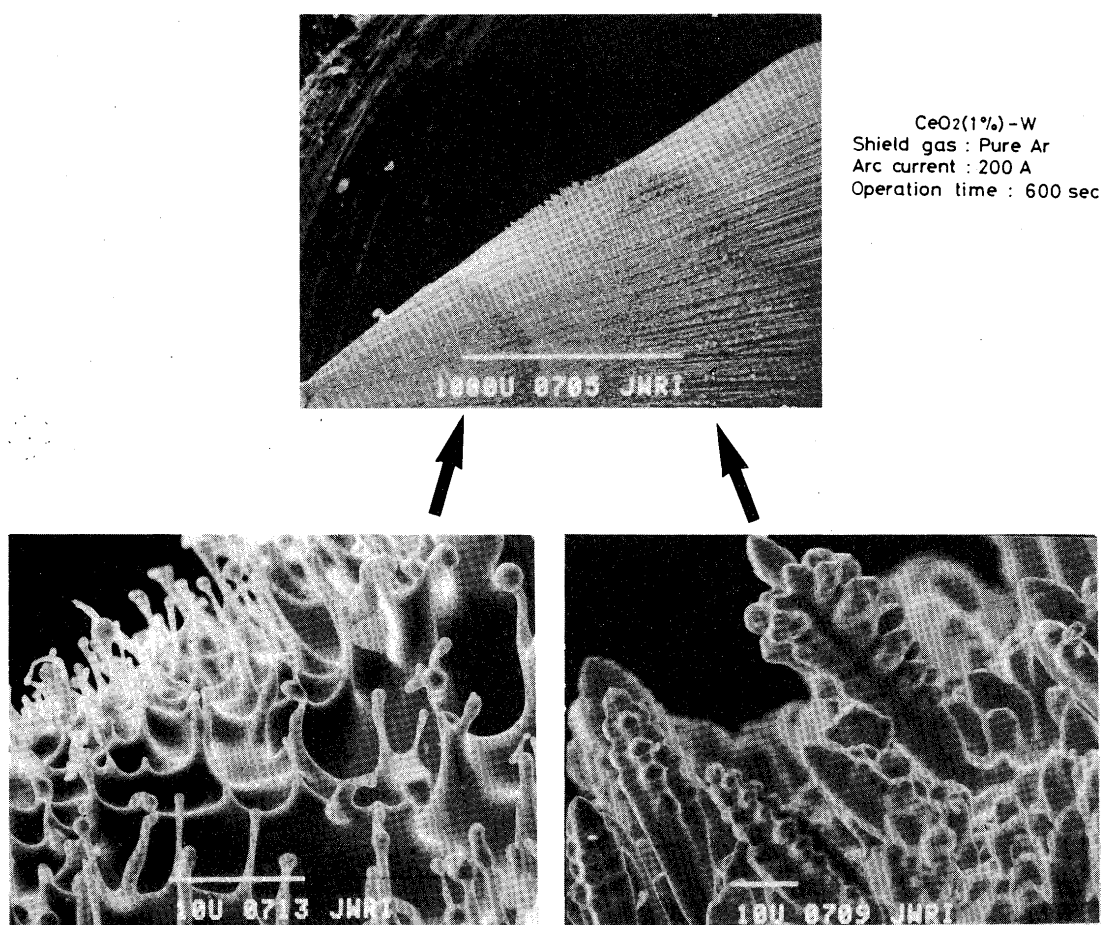 CeO2(1%)-W
Shield gas : Pure Ar
Arc current : 200 A
Operation time : 600 sec
1000U 0705 JWRI
10U 0713 JWRI
10U 0709 JWRI